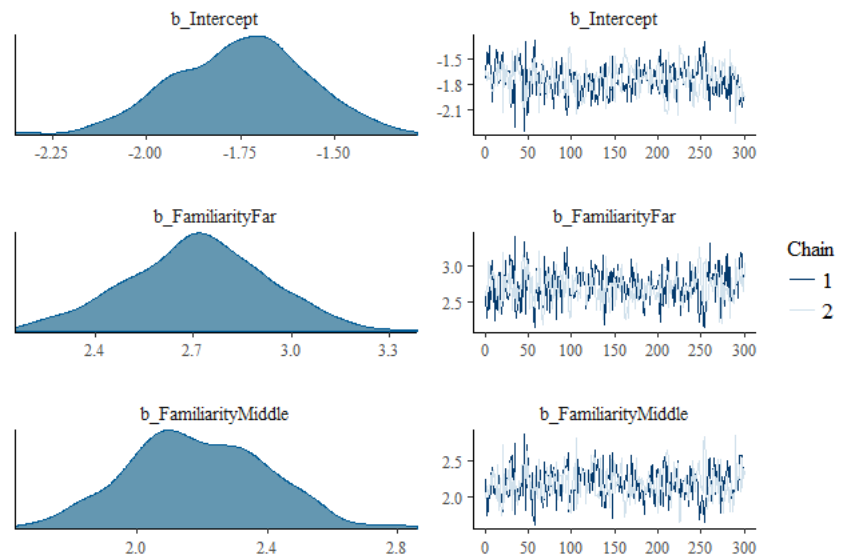 b_Intercept
-2.25 -2.00 -1.75 -1.50
b_Intercept
-1.5
-1.8
-2.1
0 50 100 150 200 250 300
b_FamiliarityFar
2.4 2.7 3.0 3.3
b_FamiliarityFar
3.0
2.5
0 50 100 150 200 250 300
Chain
1
2
b_FamiliarityMiddle
2.0 2.4 2.8
b_FamiliarityMiddle
2.5
2.0
0 50 100 150 200 250 300